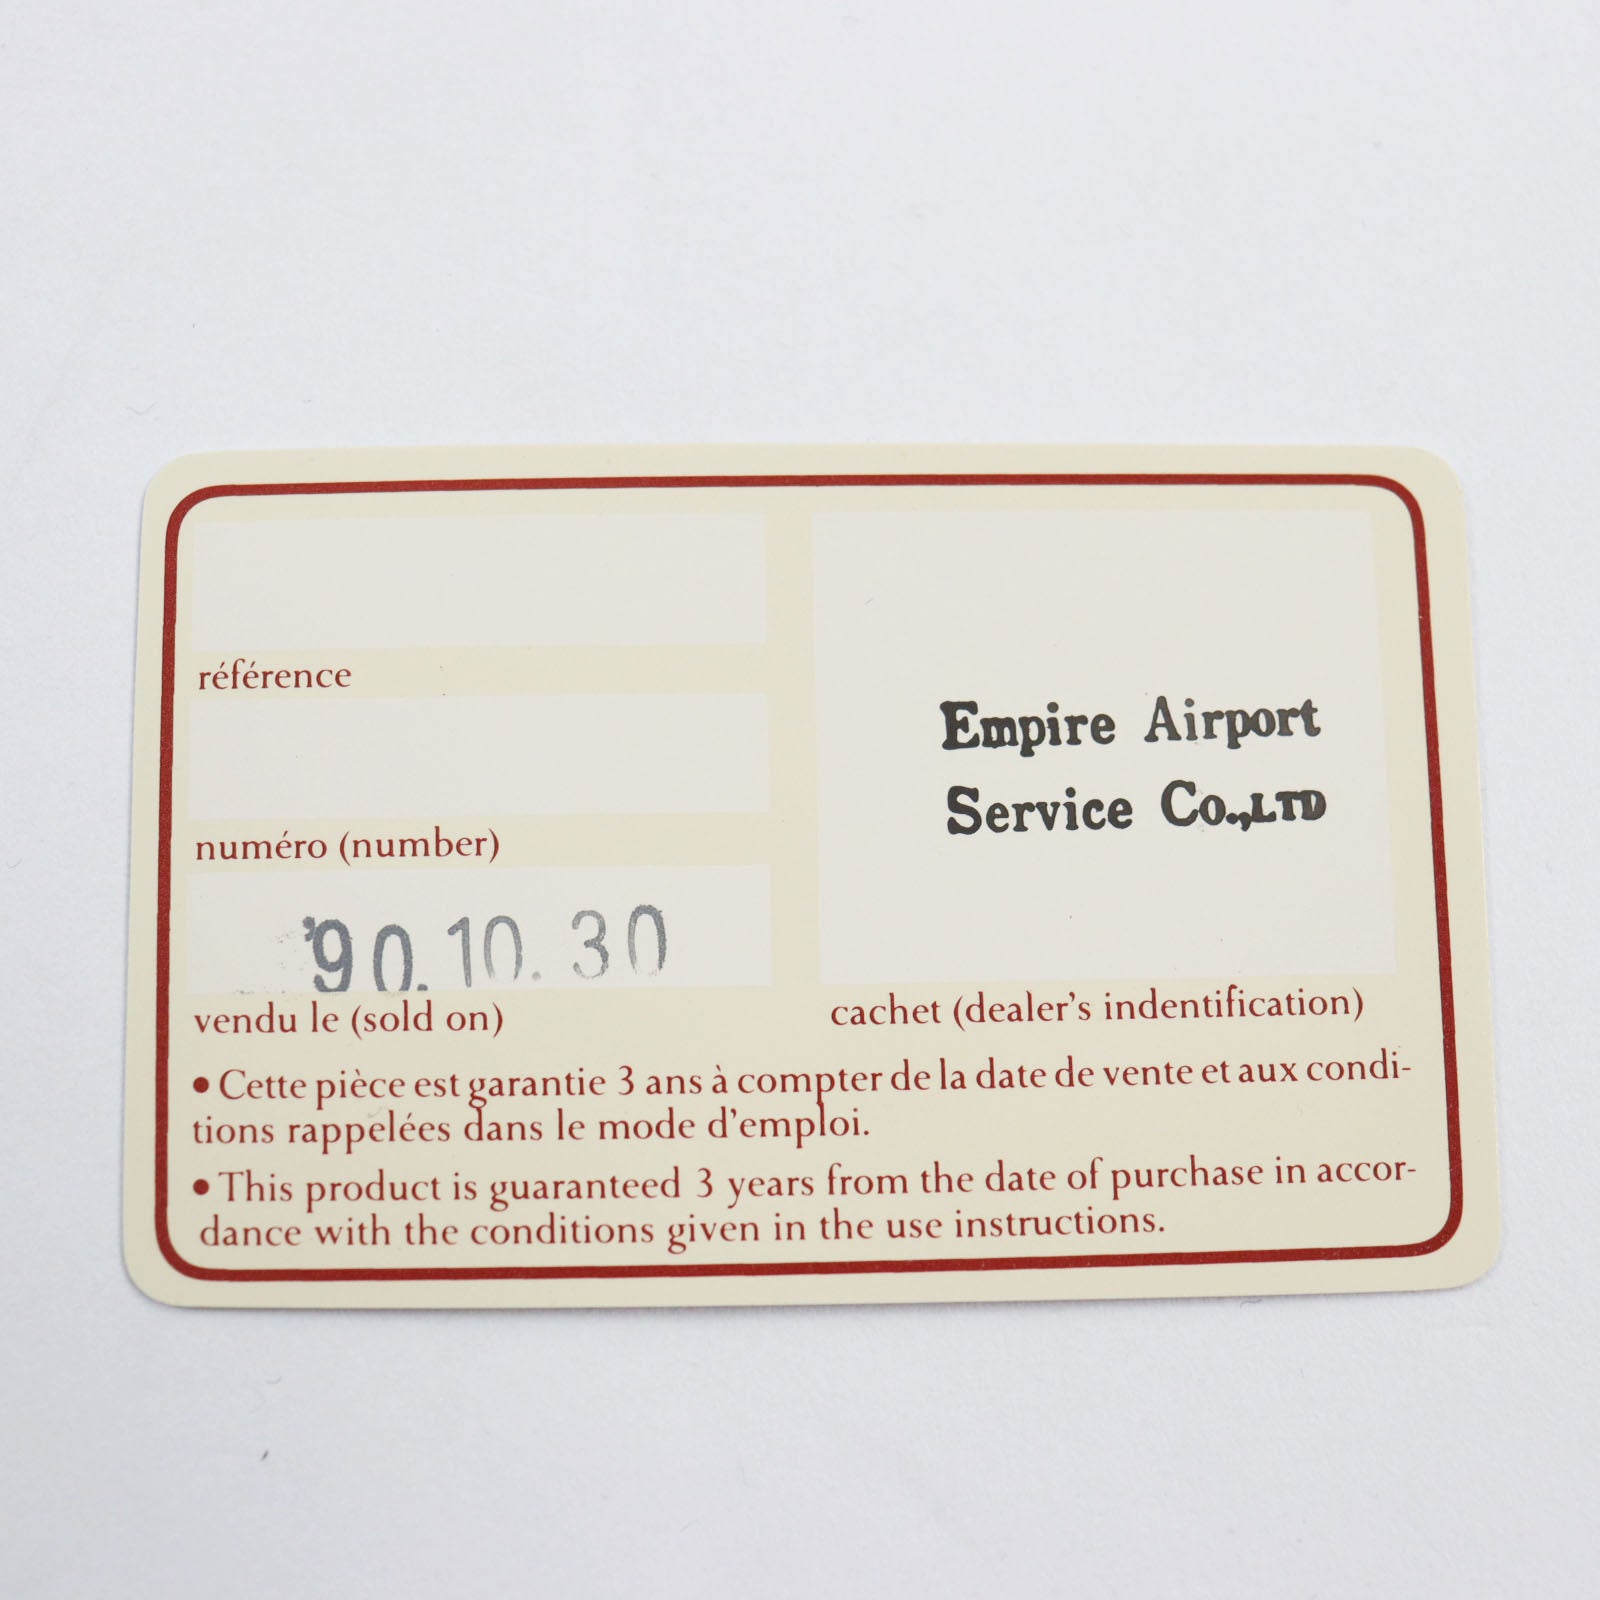 référence
numéro (number)
'90.10.30
vendu le (sold on)
Empire Airport
Service Co.,LTD
cachet (dealer's indentification)
• Cette pièce est garantie 3 ans à compter de la date de vente et aux condi-
tions rappelées dans le mode d'emploi.
• This product is guaranteed 3 years from the date of purchase in accor-
dance with the conditions given in the use instructions.